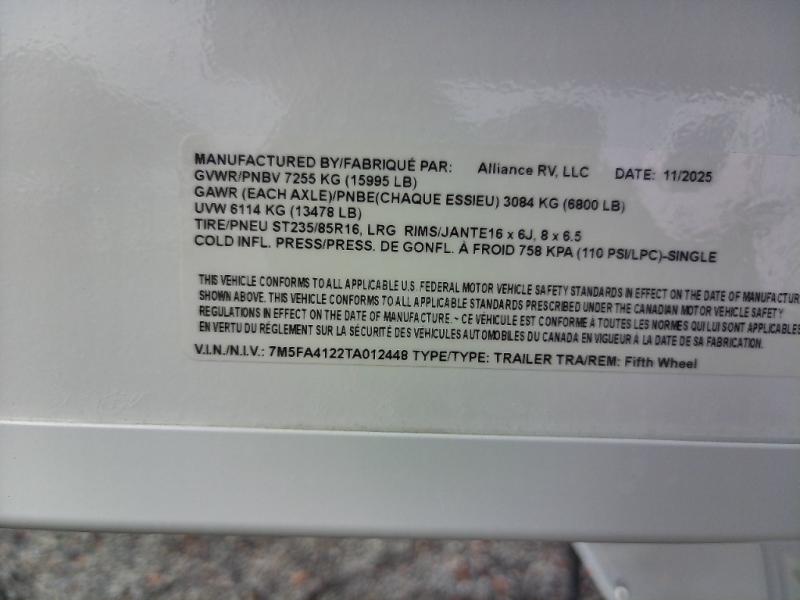 MANUFACTURED BY/FABRIQUÉ PAR: Alliance RV, LLC DATE: 11/2025
GVWR/PNBV 7255 KG (15995 LB)
GAWR (EACH AXLE)/PNBE(CHAQUE ESSIEU) 3084 KG (6800 LB)
UVW 6114 KG (13478 LB)
TIRE/PNEU ST235/85R16, LRG RIMS/JANTE16 x 6J, 8 x 6.5
COLD INFL. PRESS/PRESS. DE GONFL. À FROID 758 KPA (110 PSI/LPC)-SINGLE
THIS VEHICLE CONFORMS TO ALL APPLICABLE U.S. FEDERAL MOTOR VEHICLE SAFETY STANDARDS IN EFFECT ON THE DATE OF MANUFACTUR
SHOWN ABOVE. THIS VEHICLE CONFORMS TO ALL APPLICABLE STANDARDS PRESCRIBED UNDER THE CANADIAN MOTOR VEHICLE SAFETY
REGULATIONS IN EFFECT ON THE DATE OF MANUFACTURE. - CE VÉHICULE EST CONFORME À TOUTES LES NORMES QUI LUI SONT APPLICABLES
EN VERTU DU RÉGLEMENT SUR LA SÉCURITÉ DES VÉHICULES AUTOMOBILES DU CANADA EN VIGUEUR À LA DATE DE SA FABRICATION.
V.I.N./N.I.V.: 7M5FA4122TA012448 TYPE/TYPE: TRAILER TRA/REM: Fifth Wheel